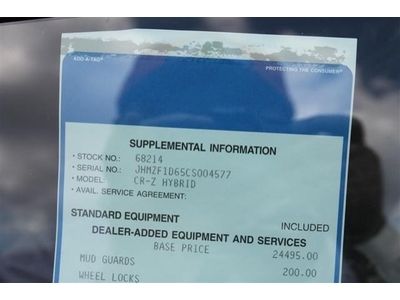 ADD-A-TAG®
PROTECTING THE CONSUMER℠
SUPPLEMENTAL INFORMATION
• STOCK NO.: 68214
• SERIAL NO.: JHMZF1D65CS004577
• MODEL: CR-Z HYBRID
• AVAIL. SERVICE AGREEMENT:
STANDARD EQUIPMENT INCLUDED
DEALER-ADDED EQUIPMENT AND SERVICES
BASE PRICE 24495.00
MUD GUARDS 200.00
WHEEL LOCKS